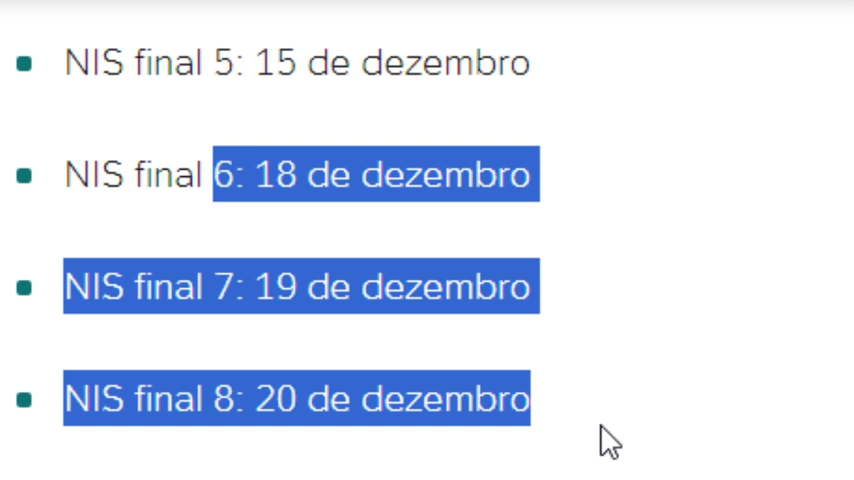 NIS final 5: 15 de dezembro
NIS final 6: 18 de dezembro
NIS final 7: 19 de dezembro
NIS final 8: 20 de dezembro